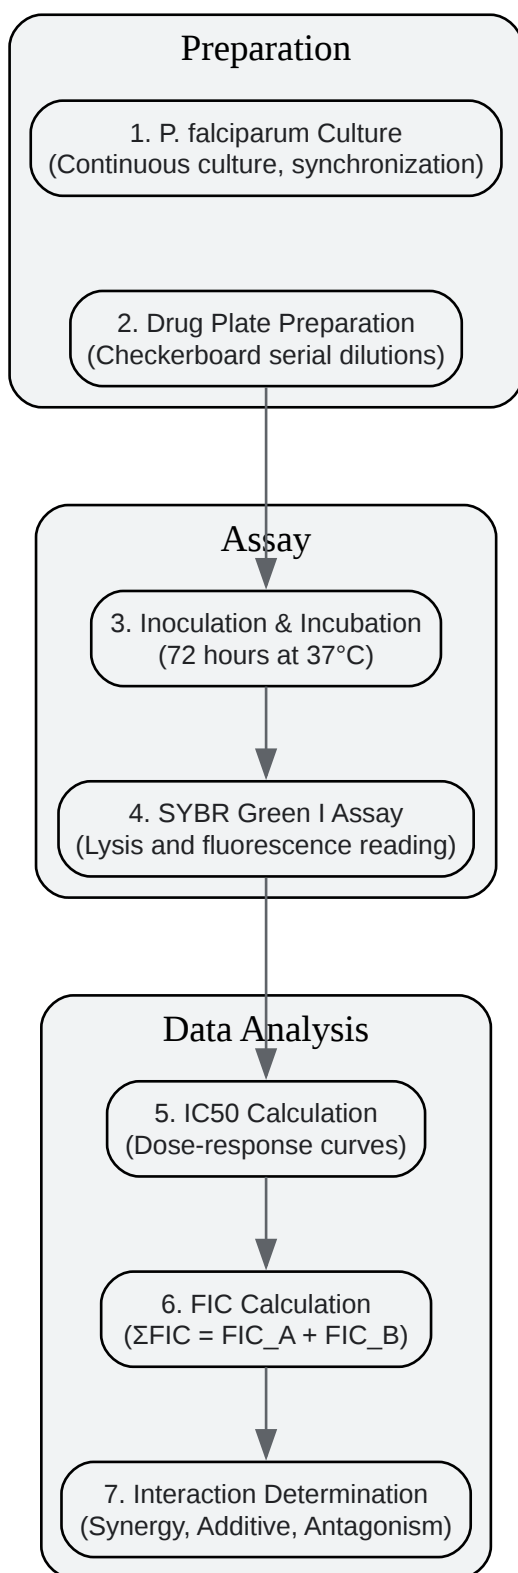 Preparation
1. P. falciparum Culture
(Continuous culture, synchronization)
2. Drug Plate Preparation
(Checkerboard serial dilutions)
Assay
3. Inoculation & Incubation
(72 hours at 37°C)
4. SYBR Green I Assay
(Lysis and fluorescence reading)
Data Analysis
5. IC50 Calculation
(Dose-response curves)
6. FIC Calculation
(ΣFIC = FIC_A + FIC_B)
7. Interaction Determination
(Synergy, Additive, Antagonism)